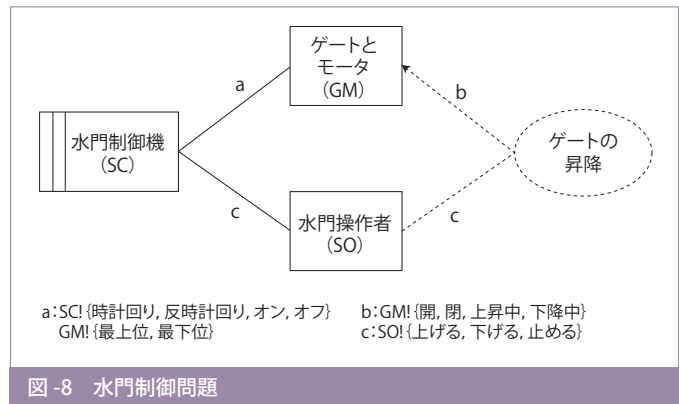 ゲートと
モータ
(GM)
a
b
水門制御機
(SC)
ゲートの
昇降
c
水門操作者
(SO)
c
a:SC! {時計回り, 反時計回り, オン, オフ}
GM! {最上位, 最下位}
b:GM! {開, 閉, 上昇中, 下降中}
c:SO! {上げる, 下げる, 止める}
図-8 水門制御問題